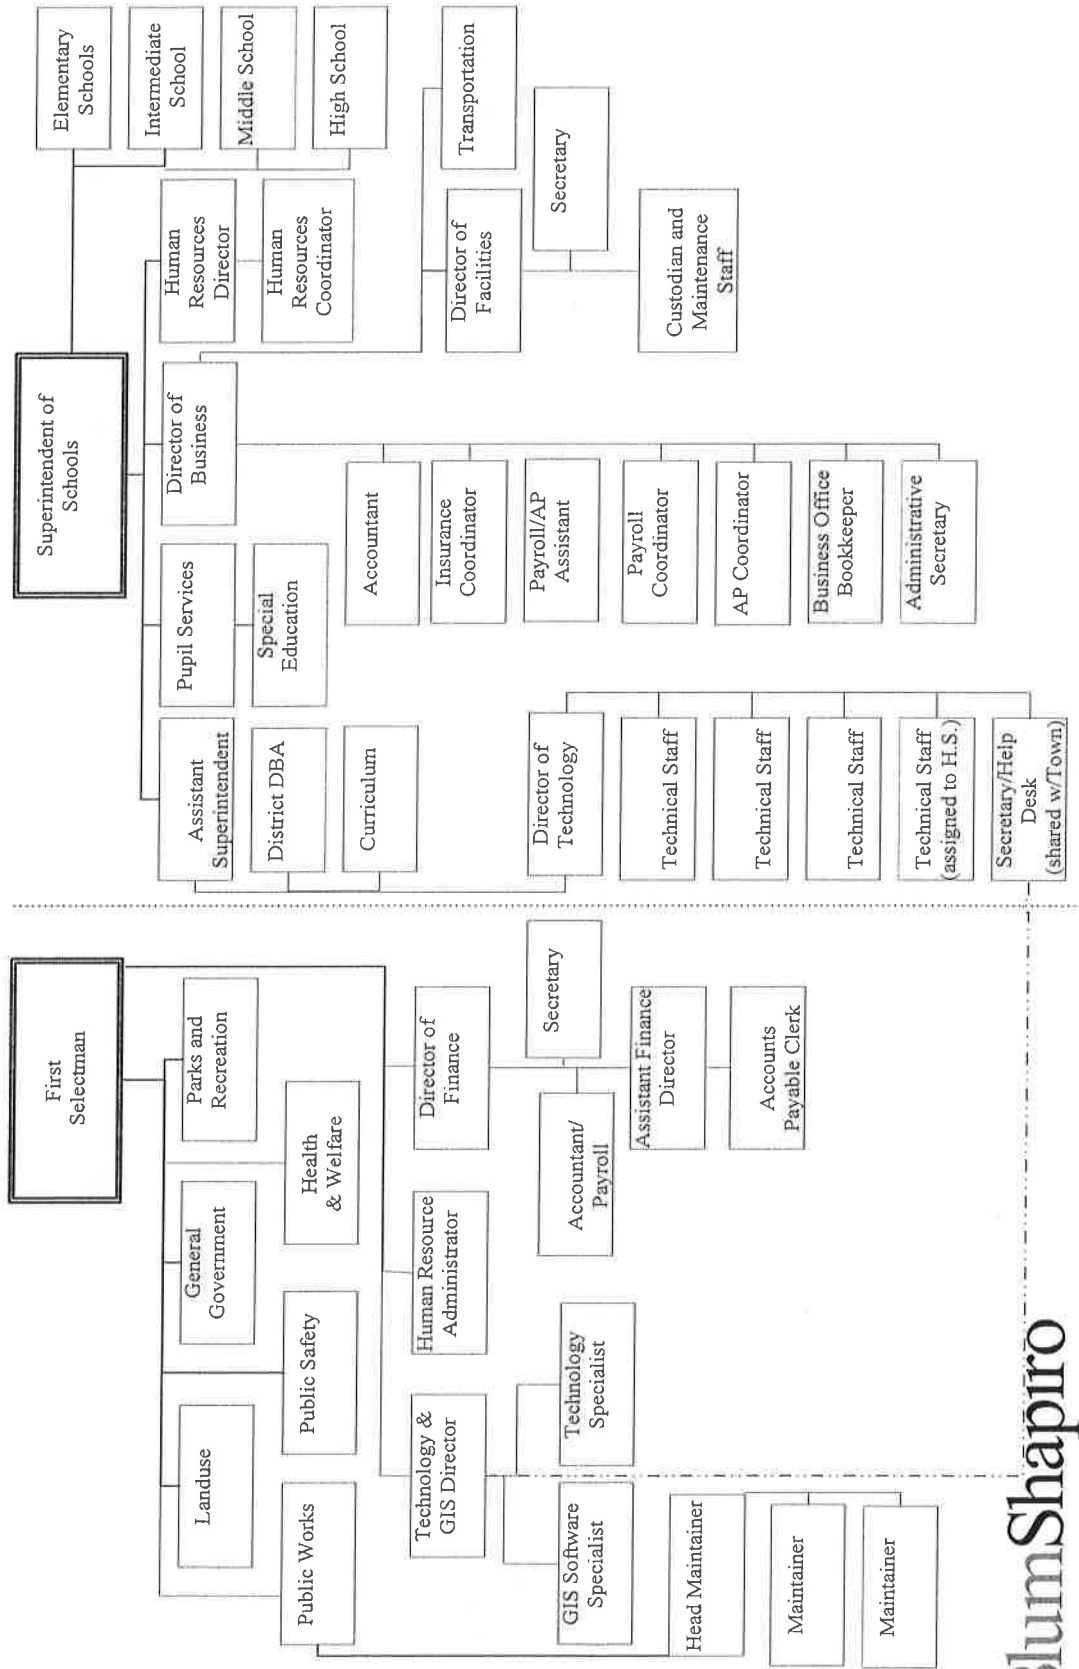 First
Selectman
Landuse
General
Government
Parks and
Recreation
Public Works
Public Safety
Health
& Welfare
Technology &
GIS Director
Human Resource
Administrator
Director of
Finance
Secretary
Accountant/
Payroll
GIS Software
Specialist
Technology
Specialist
Assistant Finance
Director
Accounts
Payable Clerk
Head Maintainer
Maintainer
Maintainer
Superintendent of
Schools
Elementary
Schools
Intermediate
School
Middle School
High School
Assistant
Superintendent
Pupil Services
Director of
Business
Human
Resources
Director
District DBA
Special
Education
Human
Resources
Coordinator
Curriculum
Accountant
Insurance
Coordinator
Payroll/AP
Assistant
Payroll
Coordinator
AP Coordinator
Business Office
Bookkeeper
Administrative
Secretary
Director of
Facilities
Transportation
Secretary
Custodian and
Maintenance
Staff
Director of
Technology
Technical Staff
Technical Staff
Technical Staff
Technical Staff
(assigned to H.S.)
Secretary/Help
Desk
(shared w/Town)
lumShapiro